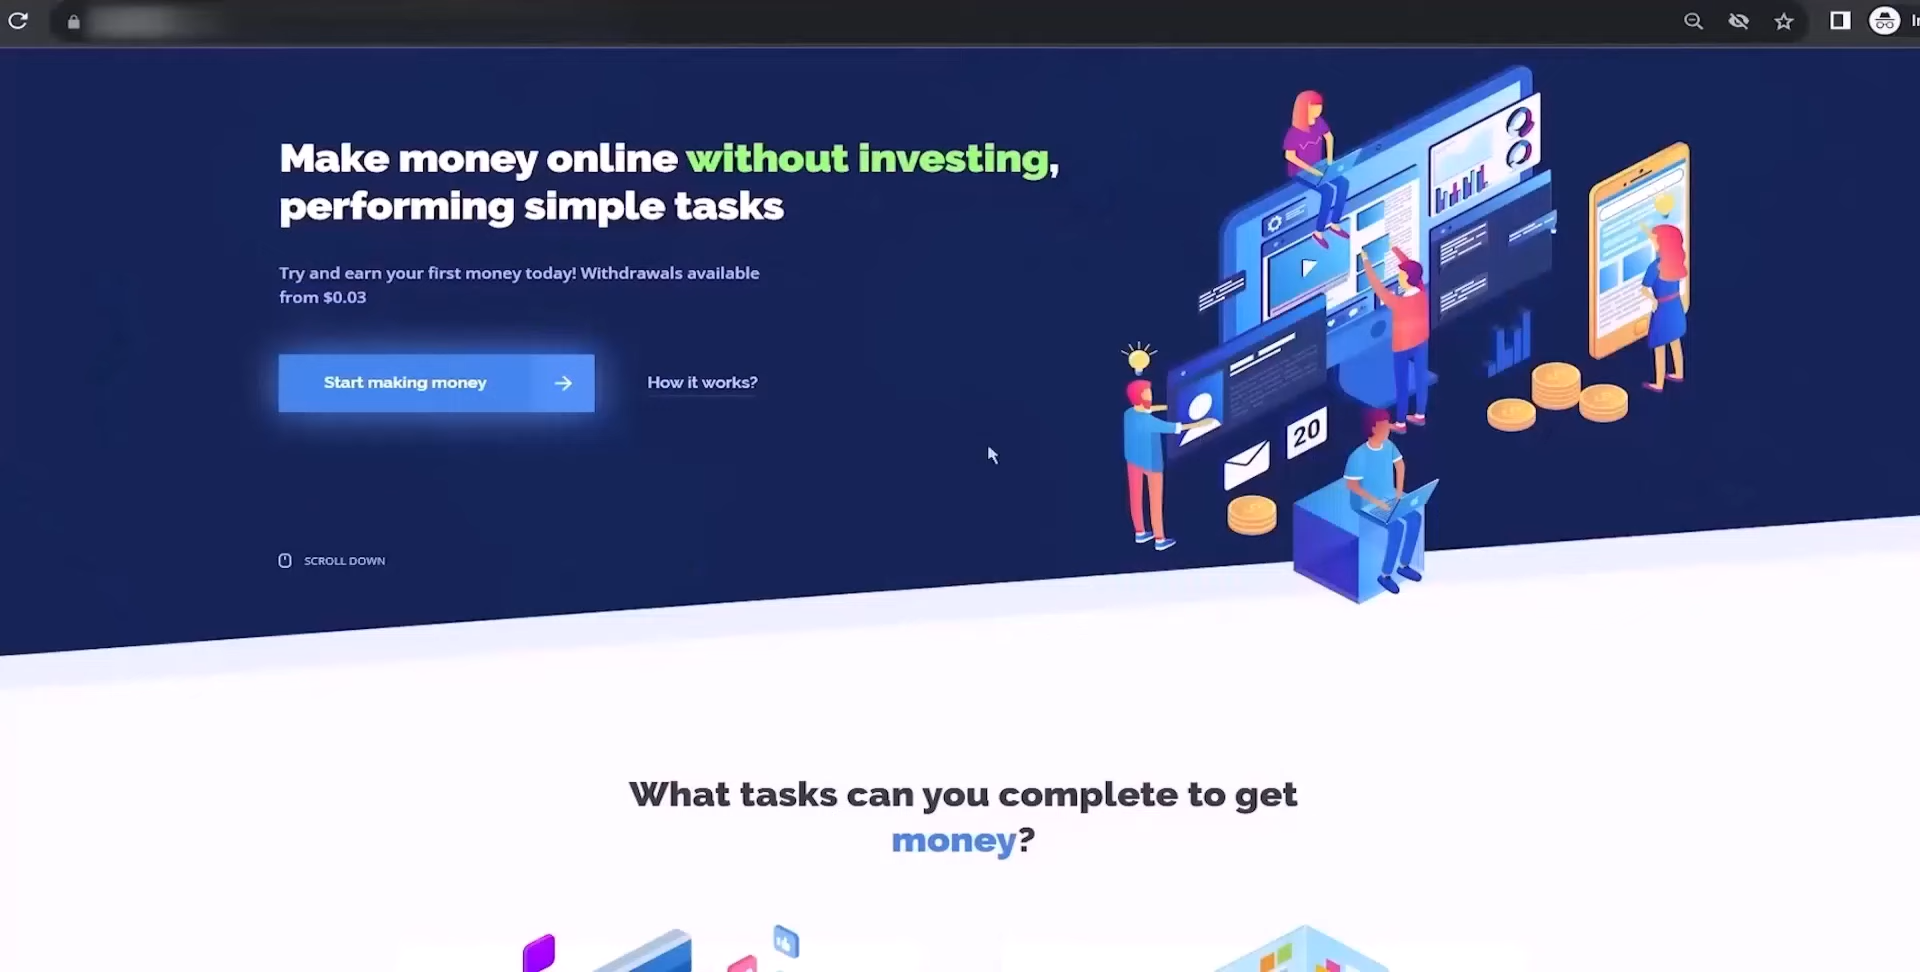 Make money online without investing,
performing simple tasks
Try and earn your first money today! Withdrawals available
from $0.03
Start making money
How it works?
20
SCROLL DOWN
What tasks can you complete to get
money?